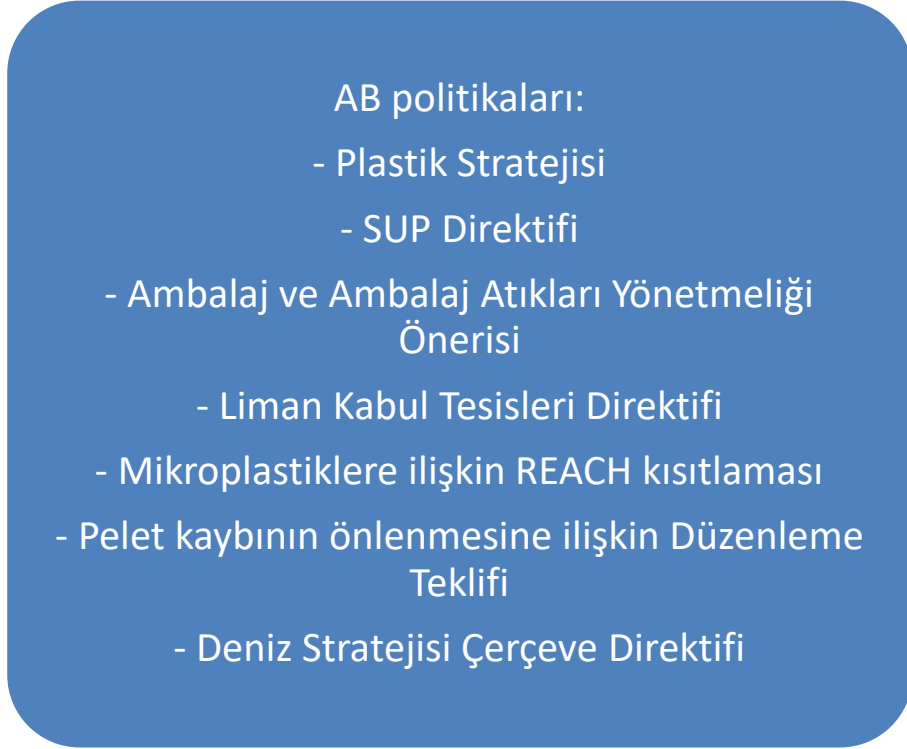 AB politikaları:
- Plastik Stratejisi
- SUP Direktifi
- Ambalaj ve Ambalaj Atıkları Yönetmeliği
Önerisi
- Liman Kabul Tesisleri Direktifi
- Mikroplastiklere ilişkin REACH kısıtlaması
- Pelet kaybının önlenmesine ilişkin Düzenleme
Teklifi
- Deniz Stratejisi Çerçeve Direktifi